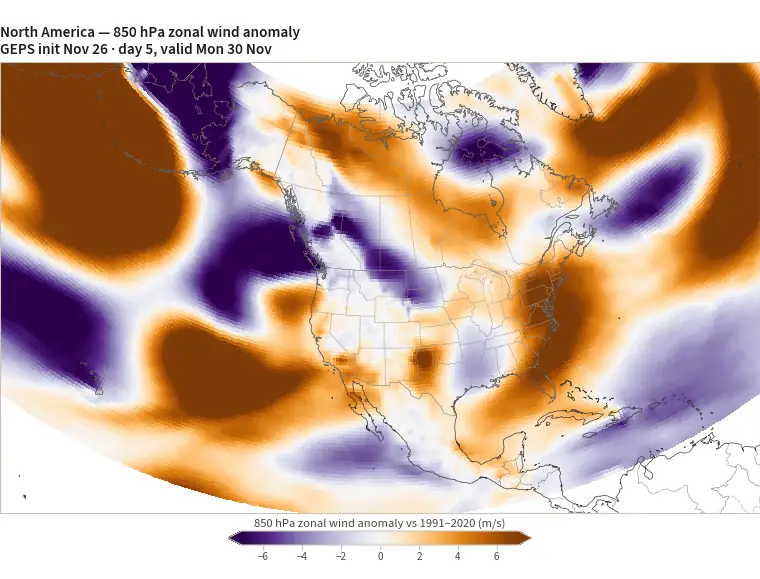 North America — 850 hPa zonal wind anomaly
GEPS init Nov 26 · day 5, valid Mon 30 Nov
850 hPa zonal wind anomaly vs 1991–2020 (m/s)
−6 −4 −2 0 2 4 6